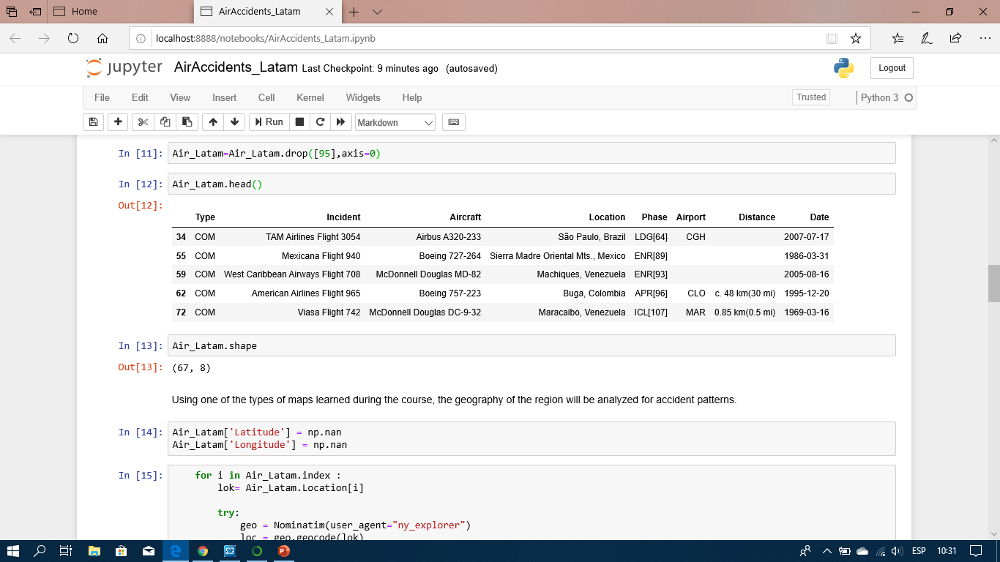 Home
AirAccidents_Latam
localhost:8888/notebooks/AirAccidents_Latam.ipynb
jupyter AirAccidents_Latam Last Checkpoint: 9 minutes ago (autosaved)
Logout
File Edit View Insert Cell Kernel Widgets Help
Trusted
Python 3
Run
Markdown
In [11]: Air_Latam=Air_Latam.drop([95],axis=0)
In [12]: Air_Latam.head()
Out[12]:
Type Incident Aircraft Location Phase Airport Distance Date
34 COM TAM Airlines Flight 3054 Airbus A320-233 São Paulo, Brazil LDG[64] CGH 2007-07-17
55 COM Mexicana Flight 940 Boeing 727-264 Sierra Madre Oriental Mts., Mexico ENR[89] 1986-03-31
59 COM West Caribbean Airways Flight 708 McDonnell Douglas MD-82 Machiques, Venezuela ENR[93] 2005-08-16
62 COM American Airlines Flight 965 Boeing 757-223 Buga, Colombia APR[96] CLO c. 48 km(30 mi) 1995-12-20
72 COM Viasa Flight 742 McDonnell Douglas DC-9-32 Maracaibo, Venezuela ICL[107] MAR 0.85 km(0.5 mi) 1969-03-16
In [13]: Air_Latam.shape
Out[13]: (67, 8)
Using one of the types of maps learned during the course, the geography of the region will be analyzed for accident patterns.
In [14]: Air_Latam['Latitude'] = np.nan
Air_Latam['Longitude'] = np.nan
In [15]: for i in Air_Latam.index :
lok= Air_Latam.Location[i]
try:
geo = Nominatim(user_agent="ny_explorer")
loc = geo.geocode(lok)
ESP 10:31